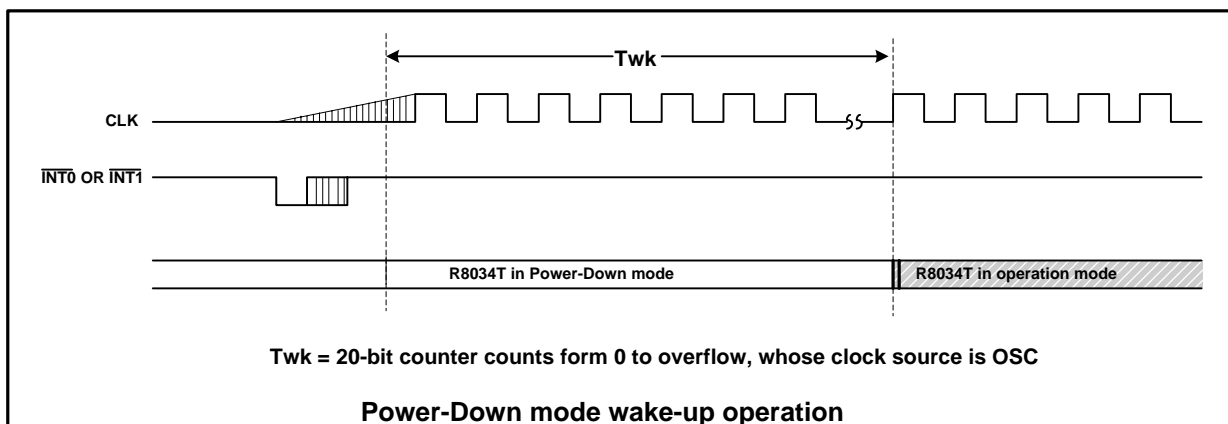 Twk
CLK
INT0 OR INT1
R8034T in Power-Down mode
R8034T in operation mode
Twk = 20-bit counter counts form 0 to overflow, whose clock source is OSC
Power-Down mode wake-up operation